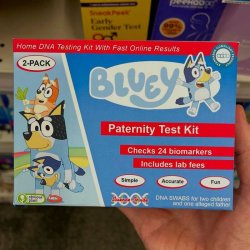 SneakPeek
Early
Gender Test
Home DNA Testing Kit With Fast Online Results
2-PACK
BLUEY
Paternity Test Kit
Checks 24 biomarkers
Includes lab fees
Simple
Accurate
Fun
DNA SWABS for two children
and one alleged father